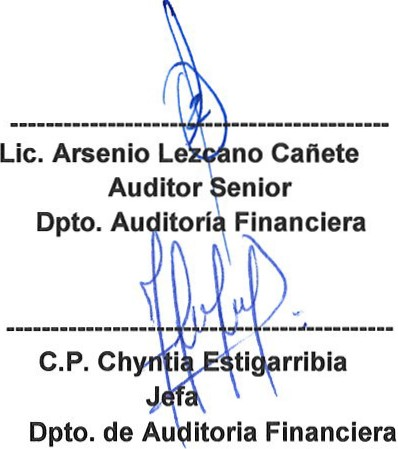 Lic. Arsenio Lezcano Cañete
Auditor Senior
Dpto. Auditoría Financiera
C.P. Chyntia Estigarribia
Jefa
Dpto. de Auditoria Financiera